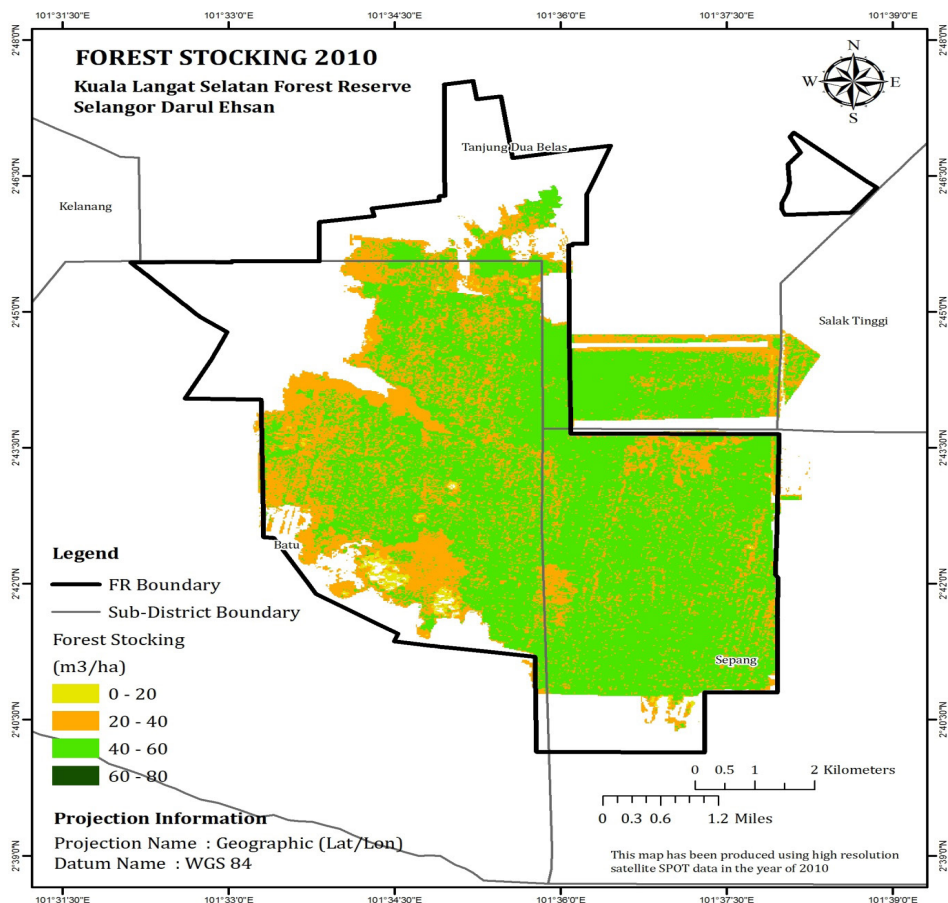 101°31'30"E 101°33'0"E 101°34'30"E 101°36'0"E 101°37'30"E 101°39'0"E
2°48'0"N 2°48'0"N
FOREST STOCKING 2010
Kuala Langat Selatan Forest Reserve
Selangor Darul Ehsan
N
W E
S
Tanjung Dua Belas
2°46'30"N 2°46'30"N
Kelanang
2°45'0"N 2°45'0"N
Salak Tinggi
2°43'30"N 2°43'30"N
Batu
Legend
FR Boundary
2°42'0"N 2°42'0"N
Sub-District Boundary
Forest Stocking
(m3/ha)
Sepang
0 - 20
20 - 40
40 - 60
60 - 80
2°40'30"N 2°40'30"N
0 0.5 1 2 Kilometers
0 0.3 0.6 1.2 Miles
Projection Information
Projection Name : Geographic (Lat/Lon)
Datum Name : WGS 84
2°39'0"N 2°39'0"N
This map has been produced using high resolution
satellite SPOT data in the year of 2010
101°31'30"E 101°33'0"E 101°34'30"E 101°36'0"E 101°37'30"E 101°39'0"E